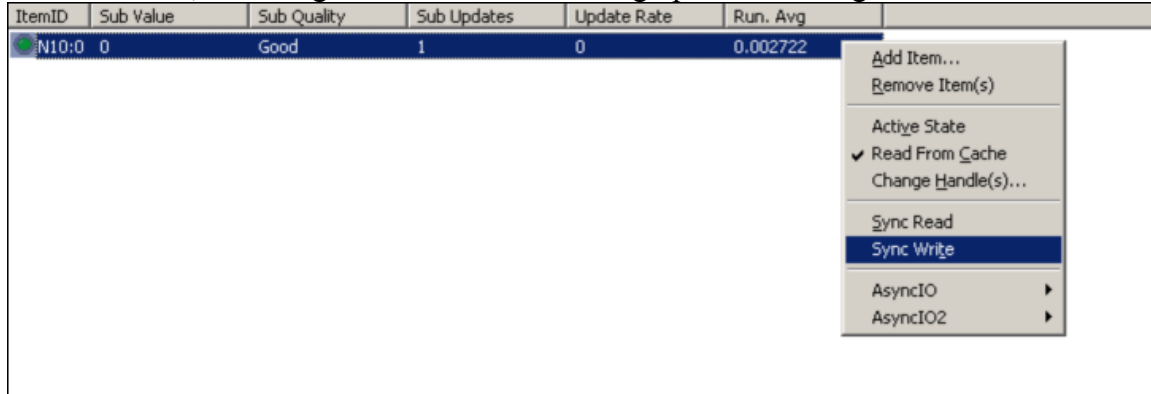 ItemID Sub Value Sub Quality Sub Updates Update Rate Run. Avg
N10:0 0 Good 1 0 0.002722
Add Item...
Remove Item(s)
Active State
Read From Cache
Change Handle(s)...
Sync Read
Sync Write
AsyncIO
AsyncIO2